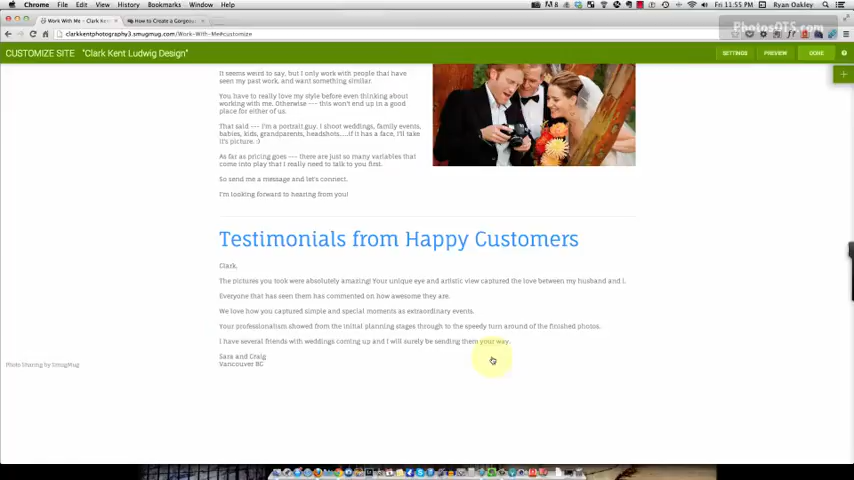 Chrome File Edit View History Bookmarks Window Help
Fri 11:55 PM Ryan Oakley
PhotosOTS.com
Work With Me - Clark Kent L
How to Create a Gorgeous
clarkkentphotography3.smugmug.com/Work-With-Me#customize
CUSTOMIZE SITE "Clark Kent Ludwig Design"
SETTINGS PREVIEW DONE
It seems weird to say, but I only work with people that have
seen my past work, and want something similar.
You have to really love my style before even thinking about
working with me. Otherwise --- this won't end up in a good
place for either of us.
That said --- I'm a portrait guy. I shoot weddings, family events,
babies, kids, grandparents, headshots.....if it has a face, I'll take
it's picture. :)
As far as pricing goes --- there are just so many variables that
come into play that I really need to talk to you first.
So send me a message and let's connect.
I'm looking forward to hearing from you!
Testimonials from Happy Customers
Clark,
The pictures you took were absolutely amazing! Your unique eye and artistic view captured the love between my husband and I.
Everyone that has seen them has commented on how awesome they are.
We love how you captured simple and special moments as extraordinary events.
Your professionalism showed from the initial planning stages through to the speedy turn around of the finished photos.
I have several friends with weddings coming up and I will surely be sending them your way.
Sara and Craig
Vancouver BC
Photo Sharing by SmugMug